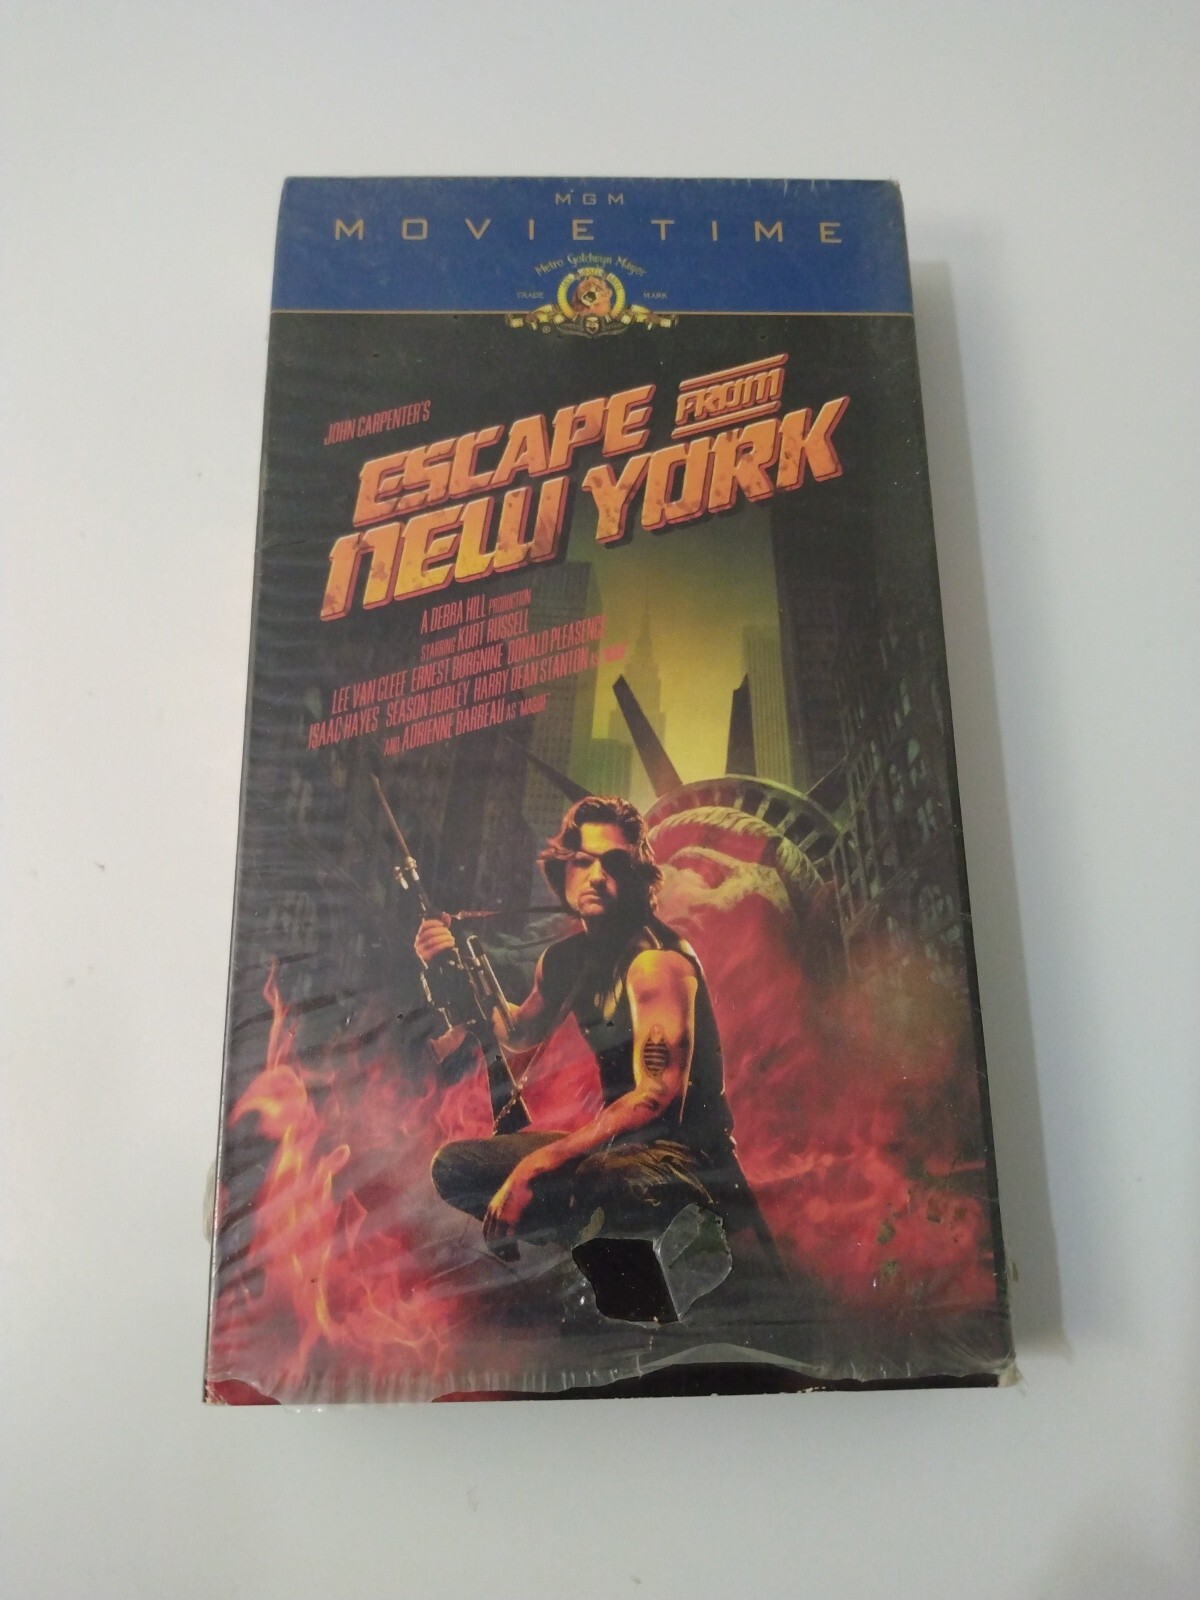 MGM
MOVIE TIME
Metro Goldwyn Mayer
TRADE MARK
®
JOHN CARPENTER'S
ESCAPE FROM
NEW YORK
A DEBRA HILL PRODUCTION
STARRING KURT RUSSELL
LEE VAN CLEEF ERNEST BORGNINE DONALD PLEASENCE
ISAAC HAYES SEASON HUBLEY HARRY DEAN STANTON AS
AND ADRIENNE BARBEAU AS "MAGGIE"